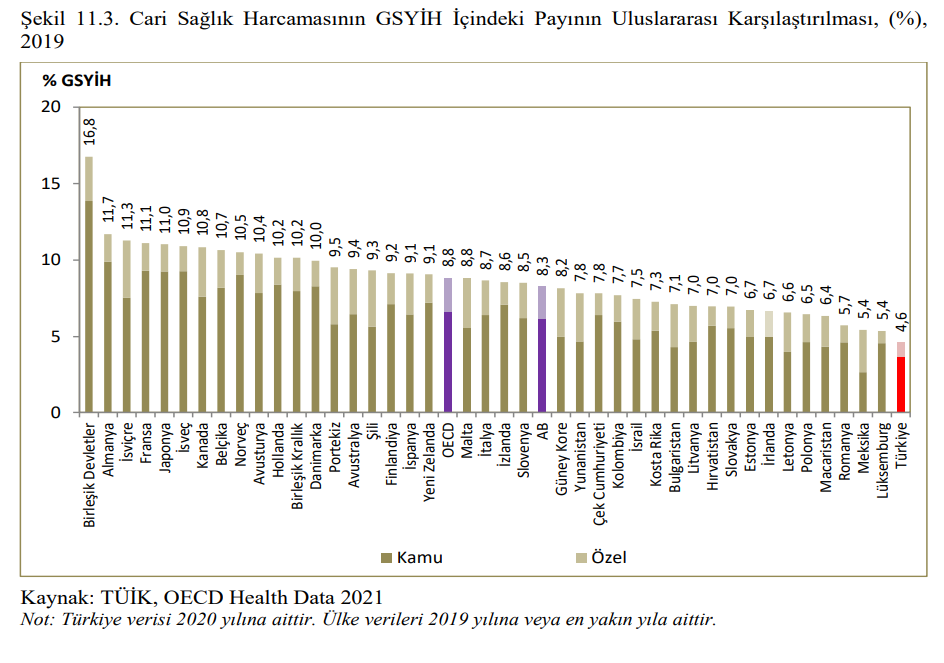 Şekil 11.3. Cari Sağlık Harcamasının GSYİH İçindeki Payının Uluslararası Karşılaştırılması, (%),
2019
% GSYİH
20
15
10
5
0
16,8
11,7
11,3
11,1
11,0
10,9
10,8
10,7
10,5
10,4
10,2
10,2
10,0
9,5
9,4
9,3
9,2
9,1
9,1
8,8
8,8
8,7
8,6
8,5
8,3
8,2
7,8
7,8
7,7
7,5
7,3
7,1
7,0
7,0
7,0
6,7
6,7
6,6
6,5
6,4
5,7
5,4
5,4
4,6
Birleşik Devletler
Almanya
İsviçre
Fransa
Japonya
İsveç
Kanada
Belçika
Norveç
Avusturya
Hollanda
Birleşik Krallık
Danimarka
Portekiz
Avustralya
Şili
Finlandiya
İspanya
Yeni Zelanda
OECD
Malta
İtalya
İzlanda
Slovenya
AB
Güney Kore
Yunanistan
Çek Cumhuriyeti
Kolombiya
İsrail
Kosta Rika
Bulgaristan
Litvanya
Hırvatistan
Slovakya
Estonya
İrlanda
Letonya
Polonya
Macaristan
Romanya
Meksika
Lüksemburg
Türkiye
Kamu
Özel
Kaynak: TÜİK, OECD Health Data 2021
Not: Türkiye verisi 2020 yılına aittir. Ülke verileri 2019 yılına veya en yakın yıla aittir.